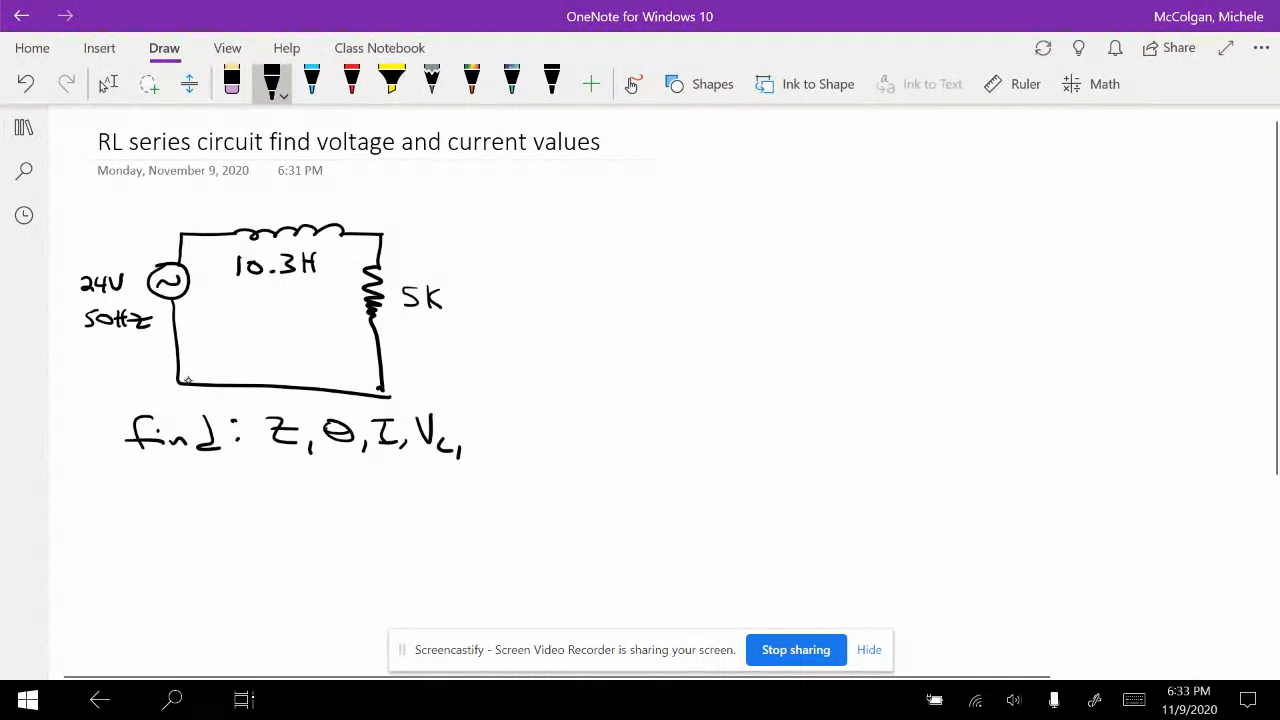 OneNote for Windows 10
McColgan, Michele
Home Insert Draw View Help Class Notebook Share
Shapes Ink to Shape Ink to Text Ruler Math
RL series circuit find voltage and current values
Monday, November 9, 2020 6:31 PM
10.3H
24V
50HZ
5K
find: Z, θ, I, VL,
Screencastify - Screen Video Recorder is sharing your screen. Stop sharing Hide
6:33 PM
11/9/2020